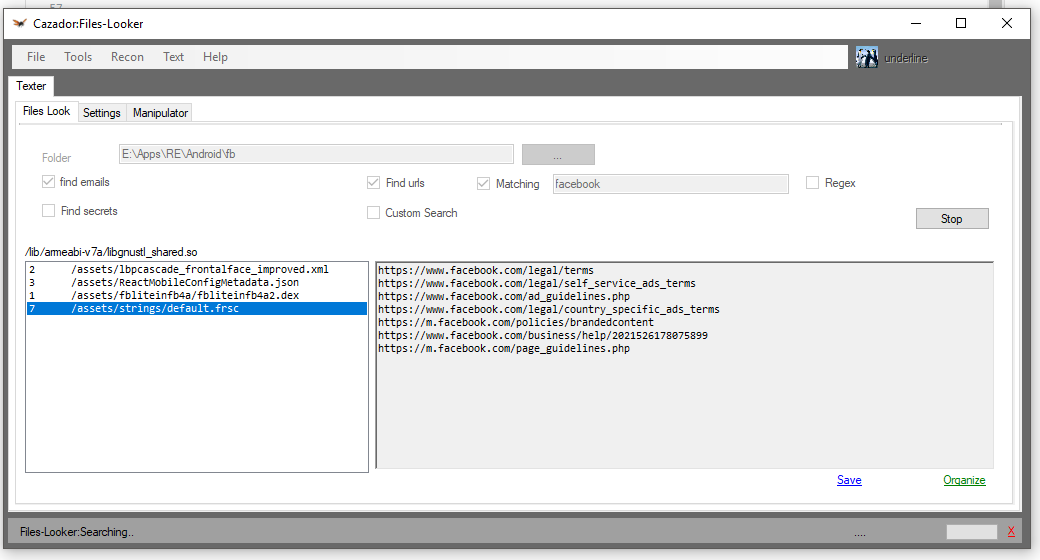 57
Cazador:Files-Looker
File Tools Recon Text Help
underline
Texter
Files Look Settings Manipulator
Folder E:\Apps\RE\Android\fb ...
find emails Find urls Matching facebook Regex
Find secrets Custom Search
Stop
/lib/armeabi-v7a/libgnustl_shared.so
2 /assets/lbpcascade_frontalface_improved.xml
3 /assets/ReactMobileConfigMetadata.json
1 /assets/fbliteinfb4a/fbliteinfb4a2.dex
7 /assets/strings/default.frsc
https://www.facebook.com/legal/terms
https://www.facebook.com/legal/self_service_ads_terms
https://www.facebook.com/ad_guidelines.php
https://www.facebook.com/legal/country_specific_ads_terms
https://m.facebook.com/policies/brandedcontent
https://www.facebook.com/business/help/2021526178075899
https://m.facebook.com/page_guidelines.php
Save Organize
Files-Looker:Searching.. .... X